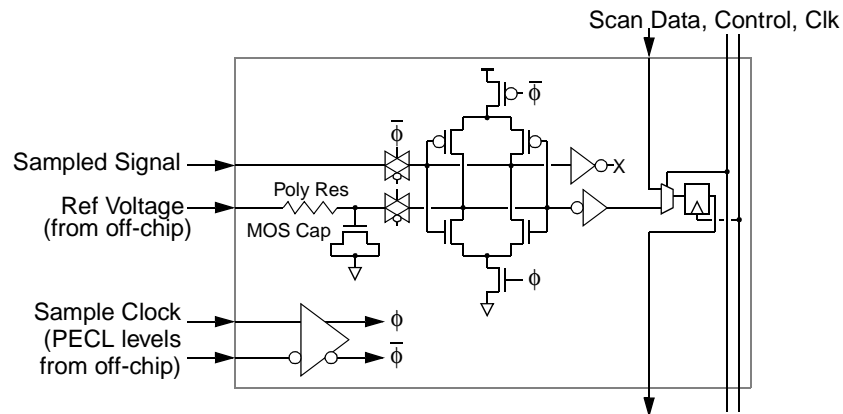 Scan Data, Control, Clk
ϕ̅
ϕ̅
Sampled Signal
X
Poly Res
Ref Voltage
(from off-chip)
MOS Cap
ϕ
Sample Clock
(PECL levels
from off-chip)
ϕ
ϕ̅